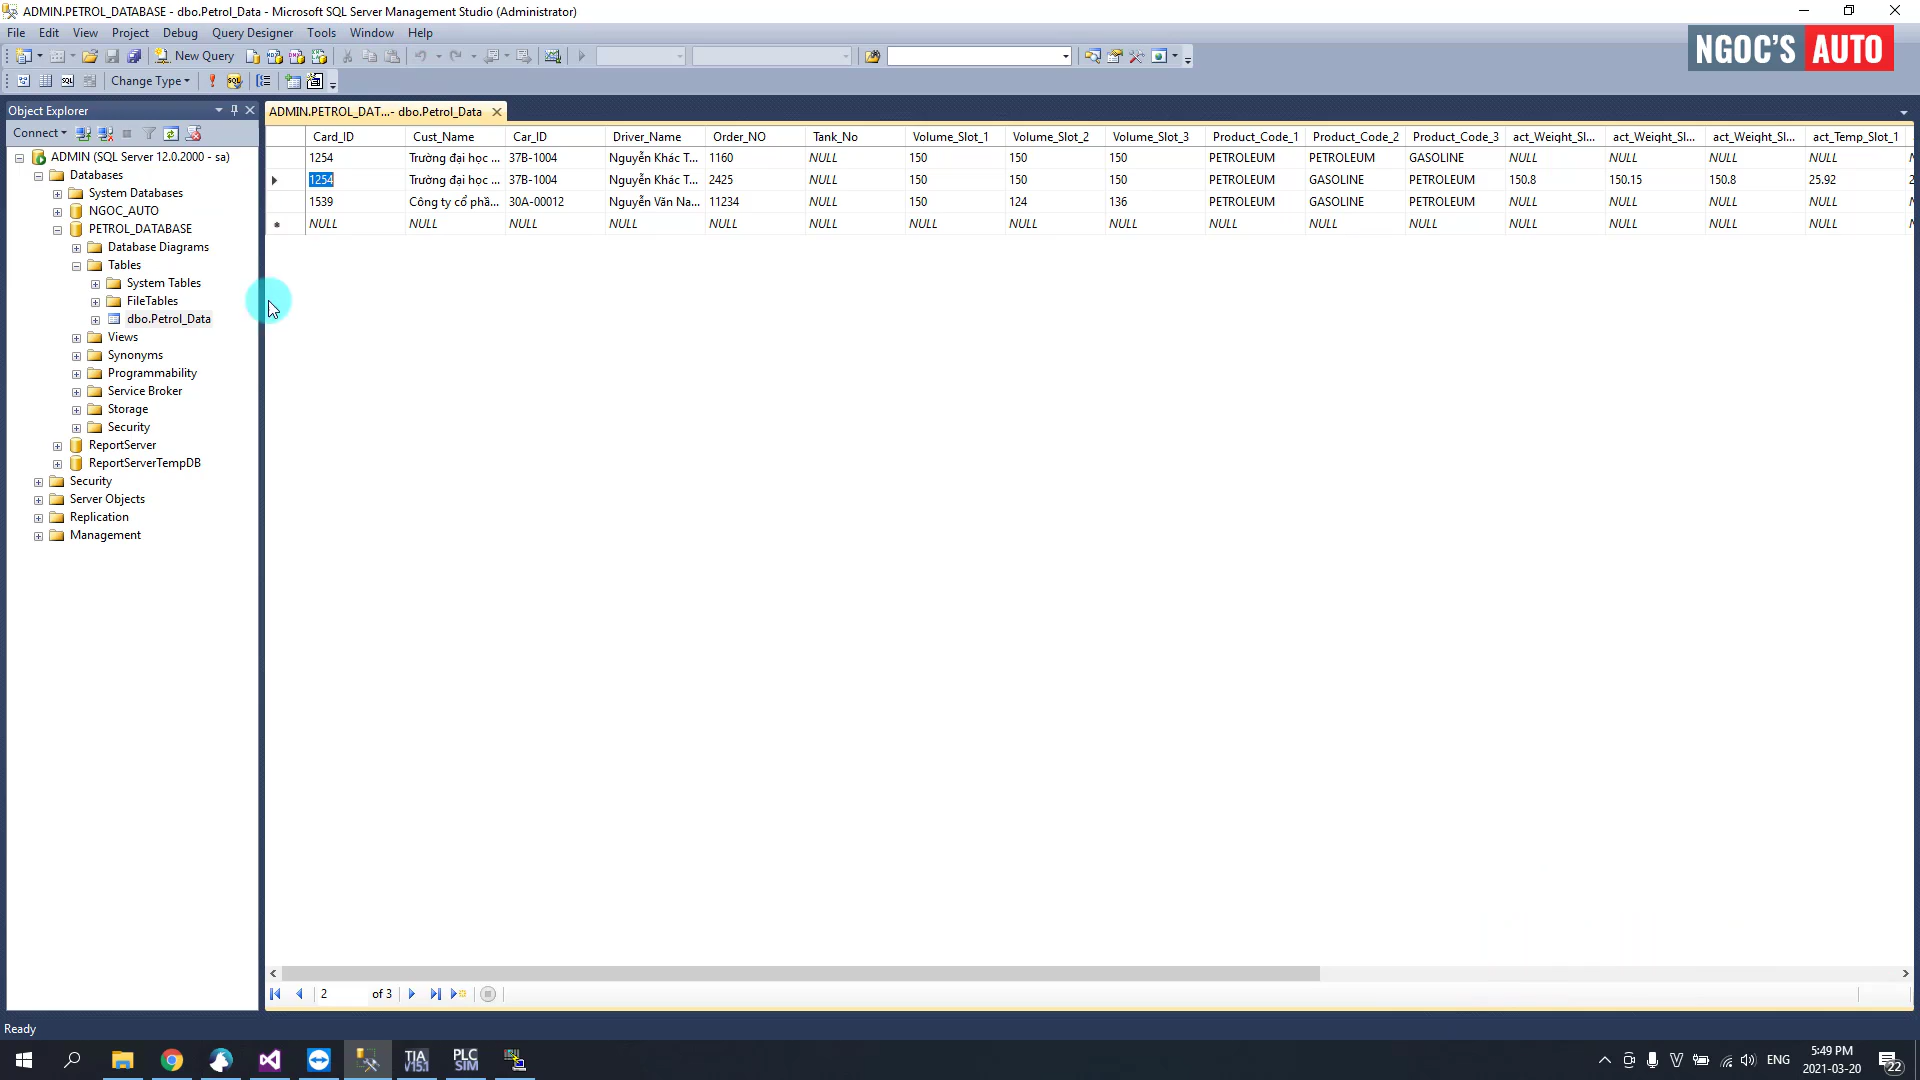 ADMIN.PETROL_DATABASE - dbo.Petrol_Data - Microsoft SQL Server Management Studio (Administrator)
File Edit View Project Debug Query Designer Tools Window Help
NGOC'S AUTO
New Query
Change Type
Object Explorer
ADMIN.PETROL_DAT...- dbo.Petrol_Data
Connect
ADMIN (SQL Server 12.0.2000 - sa)
Databases
System Databases
NGOC_AUTO
PETROL_DATABASE
Database Diagrams
Tables
System Tables
FileTables
dbo.Petrol_Data
Views
Synonyms
Programmability
Service Broker
Storage
Security
ReportServer
ReportServerTempDB
Security
Server Objects
Replication
Management
Card_ID Cust_Name Car_ID Driver_Name Order_NO Tank_No Volume_Slot_1 Volume_Slot_2 Volume_Slot_3 Product_Code_1 Product_Code_2 Product_Code_3 act_Weight_Sl... act_Weight_Sl... act_Weight_Sl... act_Temp_Slot_1
1254 Trường đại học ... 37B-1004 Nguyễn Khác T... 1160 NULL 150 150 150 PETROLEUM PETROLEUM GASOLINE NULL NULL NULL NULL
1254 Trường đại học ... 37B-1004 Nguyễn Khác T... 2425 NULL 150 150 150 PETROLEUM GASOLINE PETROLEUM 150.8 150.15 150.8 25.92 2
1539 Công ty cổ phầ... 30A-00012 Nguyễn Văn Na... 11234 NULL 150 124 136 PETROLEUM GASOLINE PETROLEUM NULL NULL NULL NULL
NULL NULL NULL NULL NULL NULL NULL NULL NULL NULL NULL NULL NULL NULL NULL NULL
2 of 3
Ready
TIA V15.1
PLC SIM
ENG
5:49 PM
2021-03-20
22